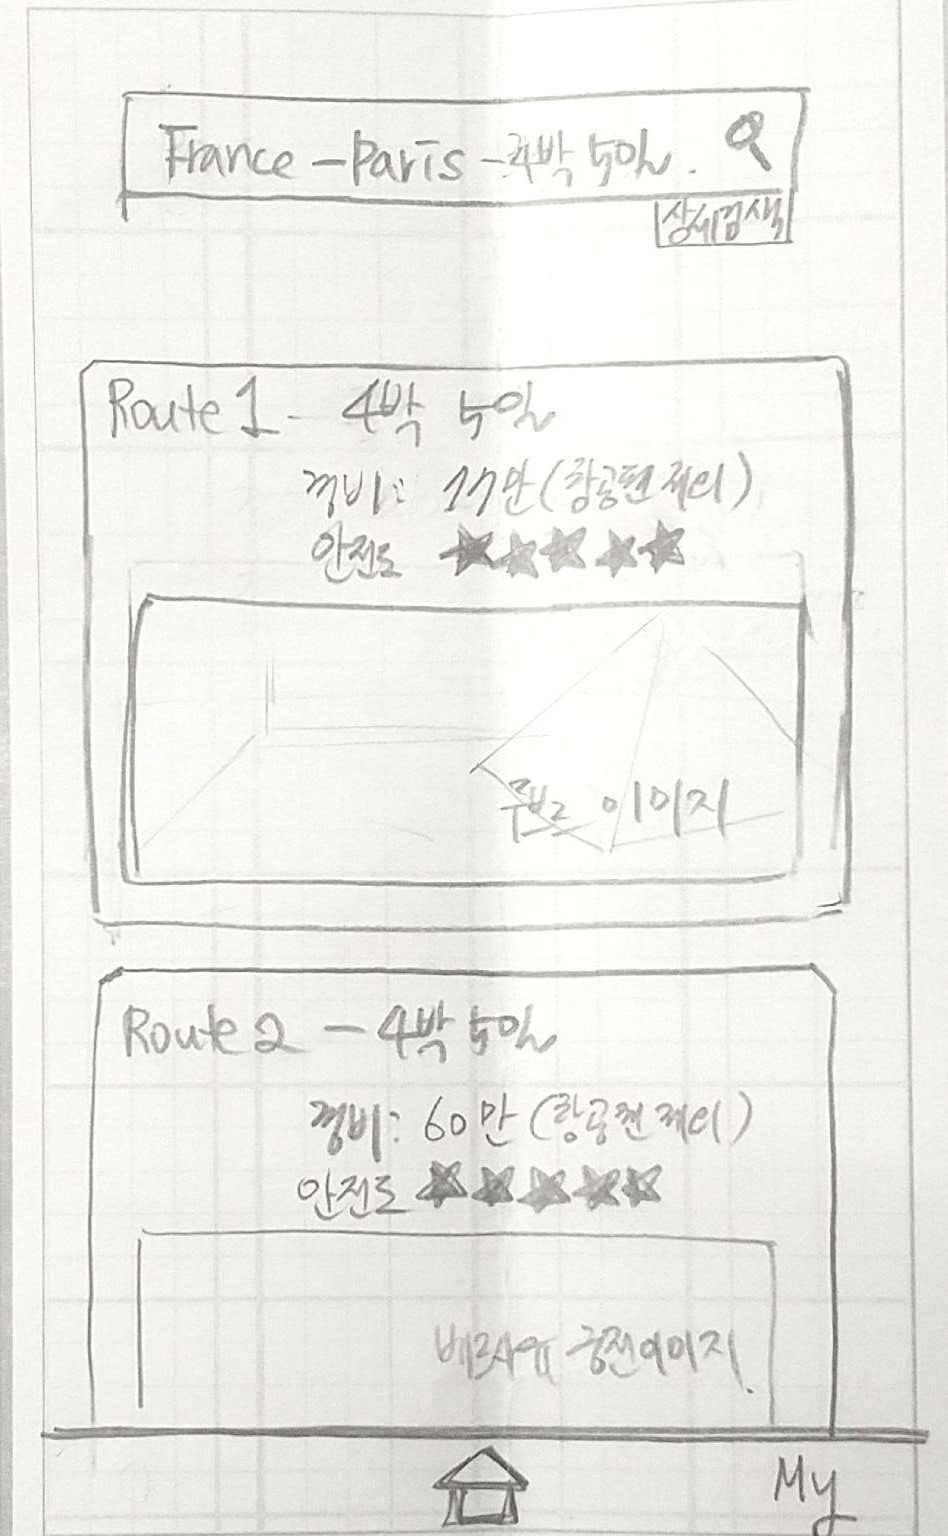 France - Paris - 4박 5일.
상세검색
Route 1 - 4박 5일
경비: 77만 (항공편 제외)
안전도 ★★★★★
루브르 이미지
Route 2 - 4박 5일
경비: 60만 (항공편 제외)
안전도 ★★★★★
베르사유 궁전이미지.
My